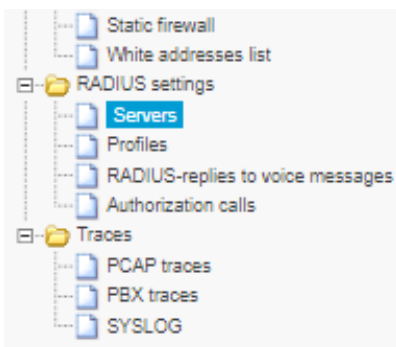 Static firewall
White addresses list
RADIUS settings
Servers
Profiles
RADIUS-replies to voice messages
Authorization calls
Traces
PCAP traces
PBX traces
SYSLOG